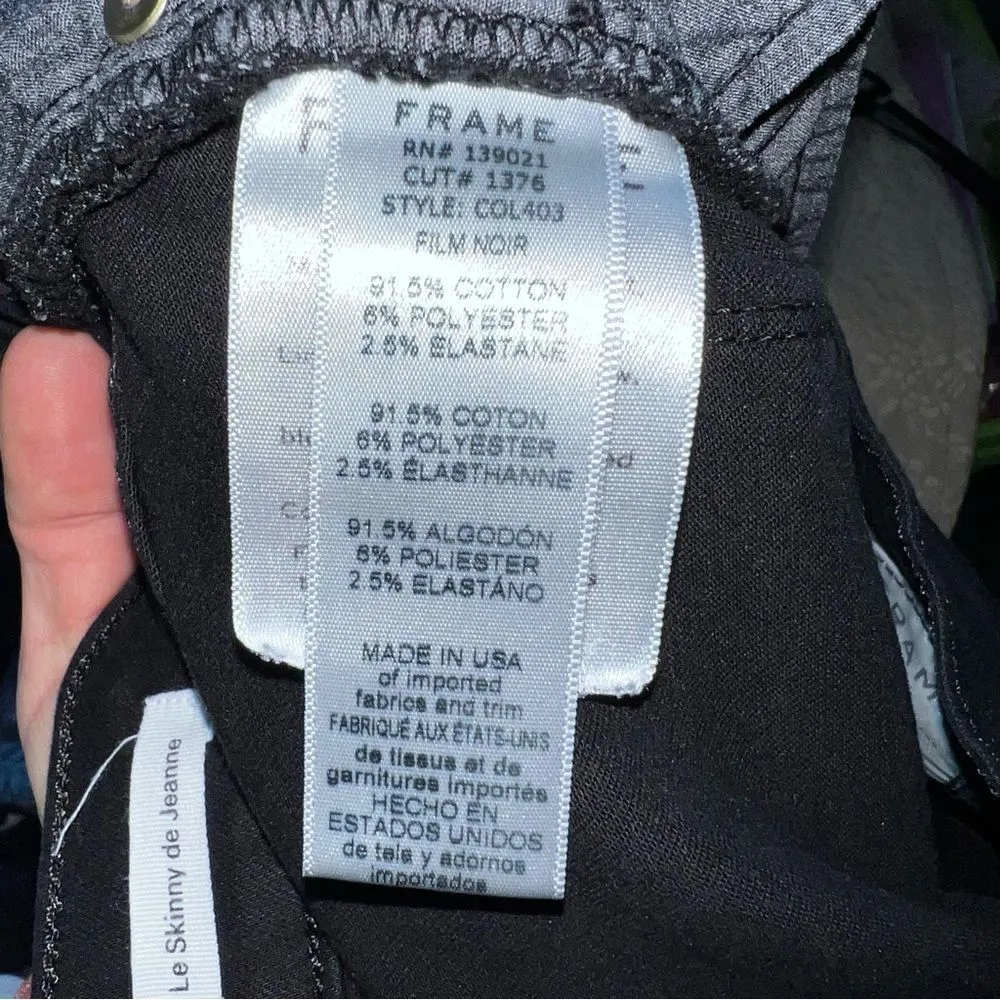 FRAME
RN# 139021
CUT# 1376
STYLE: COL403
FILM NOIR
91.5% COTTON
6% POLYESTER
2.5% ELASTANE
91.5% COTON
6% POLYESTER
2.5% ÉLASTHANNE
91.5% ALGODÓN
6% POLIESTER
2.5% ELASTÁNO
MADE IN USA
of imported
fabrics and trim
FABRIQUÉ AUX ÉTATS-UNIS
de tissus et de
garnitures importés
HECHO EN
ESTADOS UNIDOS
de tela y adornos
importados
Le Skinny de Jeanne